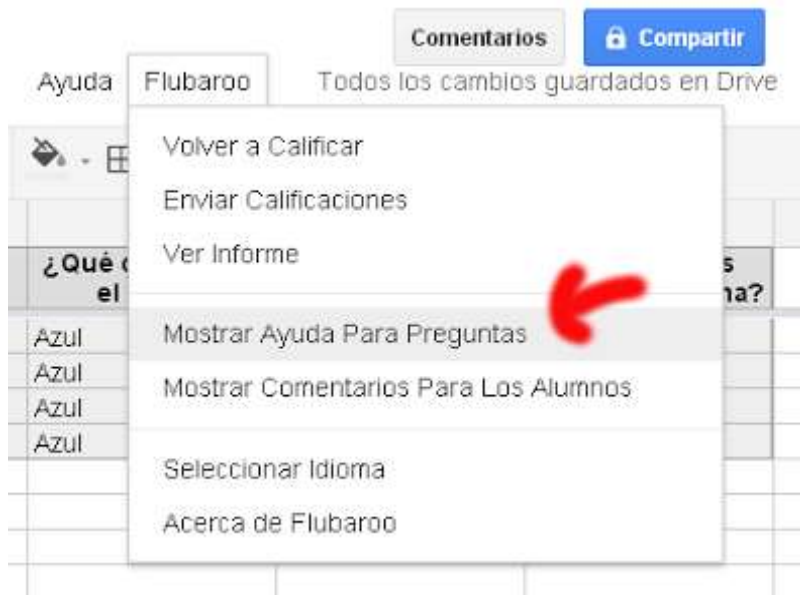 Comentarios Compartir
Ayuda Flubaroo Todos los cambios guardados en Drive
Volver a Calificar
Enviar Calificaciones
Ver Informe
¿Qué
el
s
na?
Mostrar Ayuda Para Preguntas
Mostrar Comentarios Para Los Alumnos
Azul
Azul
Azul
Azul
Seleccionar Idioma
Acerca de Flubaroo